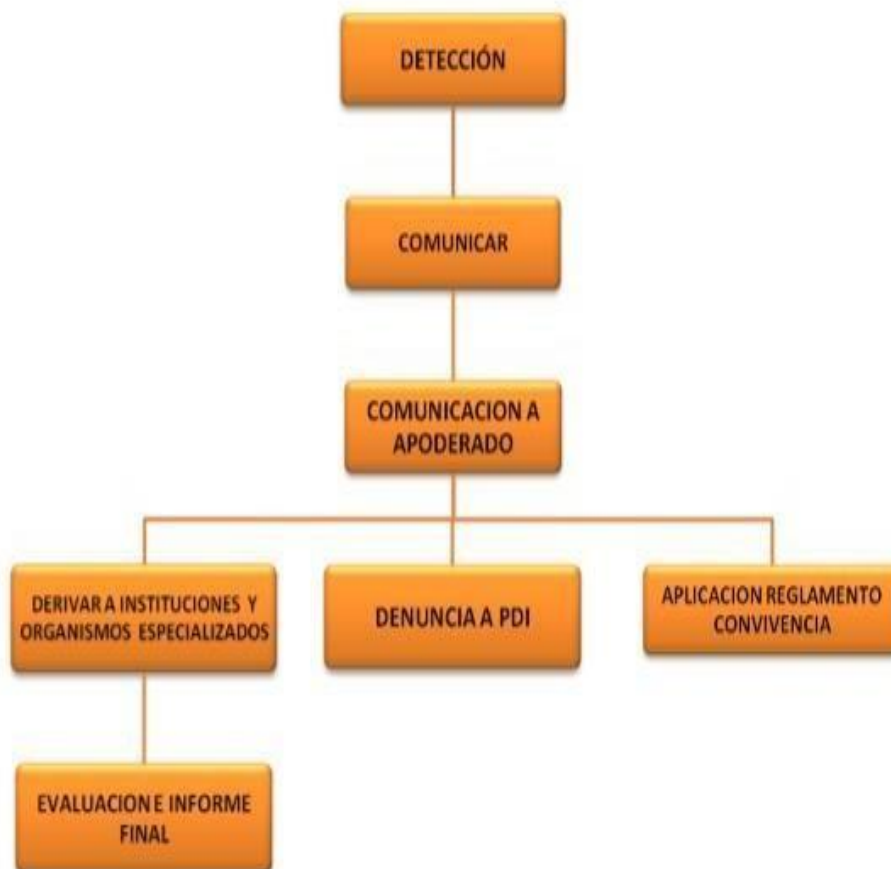 DETECCIÓN
COMUNICAR
COMUNICACION A
APODERADO
DERIVAR A INSTITUCIONES Y
ORGANISMOS ESPECIALIZADOS
DENUNCIA A PDI
APLICACION REGLAMENTO
CONVIVENCIA
EVALUACION E INFORME
FINAL